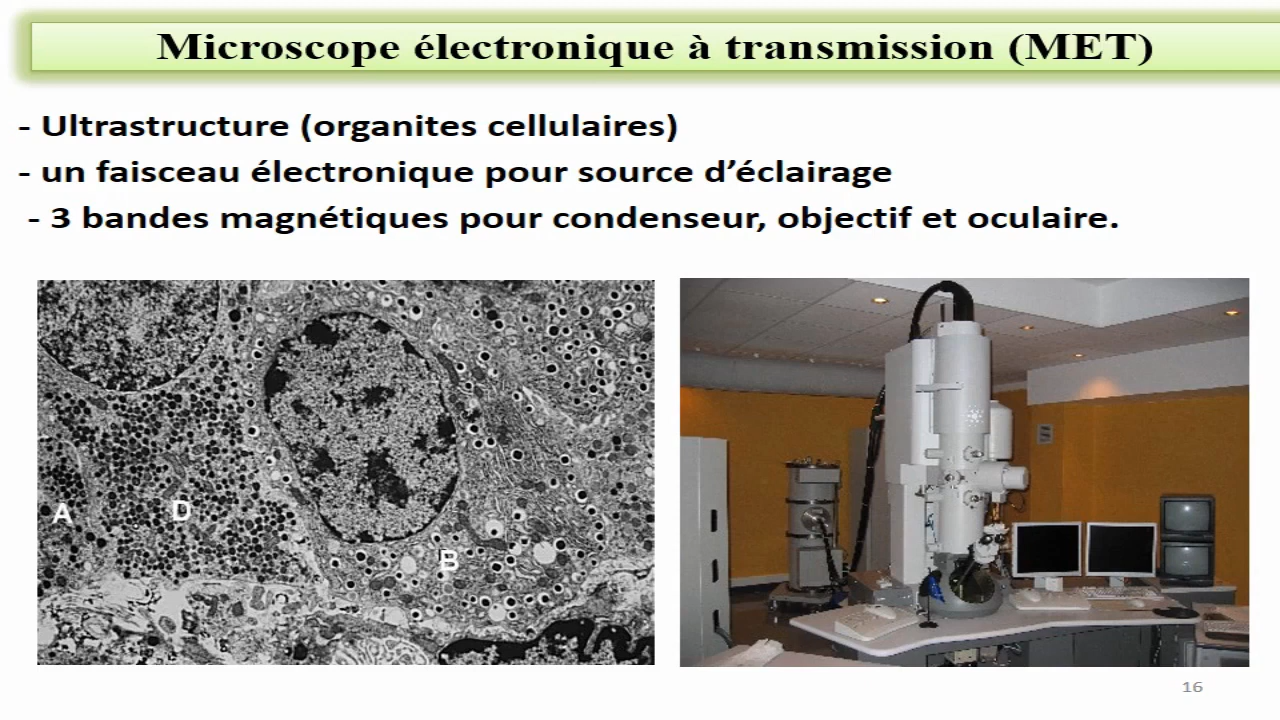 Microscope électronique à transmission (MET)
- Ultrastructure (organites cellulaires)
- un faisceau électronique pour source d’éclairage
- 3 bandes magnétiques pour condenseur, objectif et oculaire.
A
D
B
16